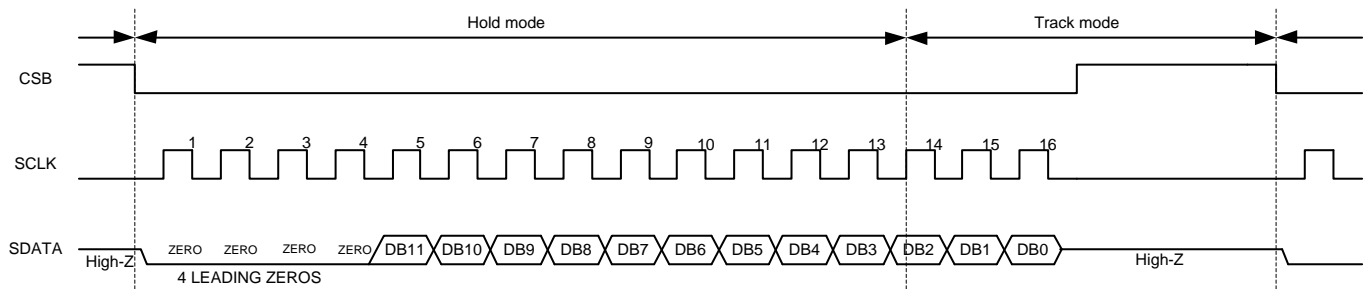 Hold mode
Track mode
CSB
SCLK
1 2 3 4 5 6 7 8 9 10 11 12 13 14 15 16
SDATA
ZERO ZERO ZERO ZERO DB11 DB10 DB9 DB8 DB7 DB6 DB5 DB4 DB3 DB2 DB1 DB0
High-Z
High-Z
4 LEADING ZEROS